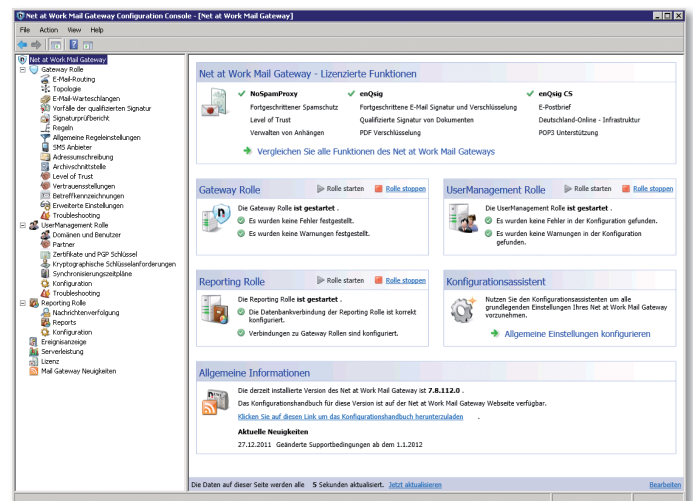 Net at Work Mail Gateway Configuration Console - [Net at Work Mail Gateway]
File Action View Help
Net at Work Mail Gateway
Gateway Rolle
E-Mail-Routing
Topologie
E-Mail-Warteschlangen
Vorfälle der qualifizierten Signatur
Signaturprüfbericht
Regeln
Allgemeine Regeleinstellungen
SMS Anbieter
Adressumschreibung
Archivschnittstelle
Level of Trust
Vertrauensstellungen
Betreffkennzeichnungen
Erweiterte Einstellungen
Troubleshooting
UserManagement Rolle
Domänen und Benutzer
Partner
Zertifikate und PGP Schlüssel
Kryptographische Schlüsselanforderungen
Synchronisierungszeitpläne
Konfiguration
Troubleshooting
Reporting Rolle
Nachrichtenverfolgung
Reports
Konfiguration
Ereignisanzeige
Serverleistung
Lizenz
Mail Gateway Neuigkeiten
Net at Work Mail Gateway - Lizenzierte Funktionen
NoSpamProxy enQsig enQsig CS
Fortgeschrittener Spamschutz Fortgeschrittene E-Mail Signatur und Verschlüsselung E-Postbrief
Level of Trust Qualifizierte Signatur von Dokumenten Deutschland-Online - Infrastruktur
Verwalten von Anhängen PDF Verschlüsselung POP3 Unterstützung
Vergleichen Sie alle Funktionen des Net at Work Mail Gateways
Gateway Rolle Rolle starten Rolle stoppen
Die Gateway Rolle ist gestartet .
Es wurden keine Fehler festgestellt.
Es wurden keine Warnungen festgestellt.
UserManagement Rolle Rolle starten Rolle stoppen
Die UserManagement Rolle ist gestartet .
Es wurden keine Fehler in der Konfiguration gefunden.
Es wurden keine Warnungen in der Konfiguration
gefunden.
Reporting Rolle Rolle starten Rolle stoppen
Die Reporting Rolle ist gestartet .
Die Datenbankverbindung der Reporting Rolle ist korrekt
konfiguriert.
Verbindungen zu Gateway Rollen sind konfiguriert.
Konfigurationsassistent
Nutzen Sie den Konfigurationsassistenten um alle
grundlegenden Einstellungen Ihres Net at Work Mail Gateway
vorzunehmen.
Allgemeine Einstellungen konfigurieren
Allgemeine Informationen
Die derzeit installierte Version des Net at Work Mail Gateway ist 7.8.112.0 .
Das Konfigurationshandbuch für diese Version ist auf der Net at Work Mail Gateway Webseite verfügbar.
Klicken Sie auf diesen Link um das Konfigurationshandbuch herunterzuladen .
Aktuelle Neuigkeiten
27.12.2011 Geänderte Supportbedingungen ab dem 1.1.2012
Die Daten auf dieser Seite werden alle 5 Sekunden aktualisiert. Jetzt aktualisieren Bearbeiten